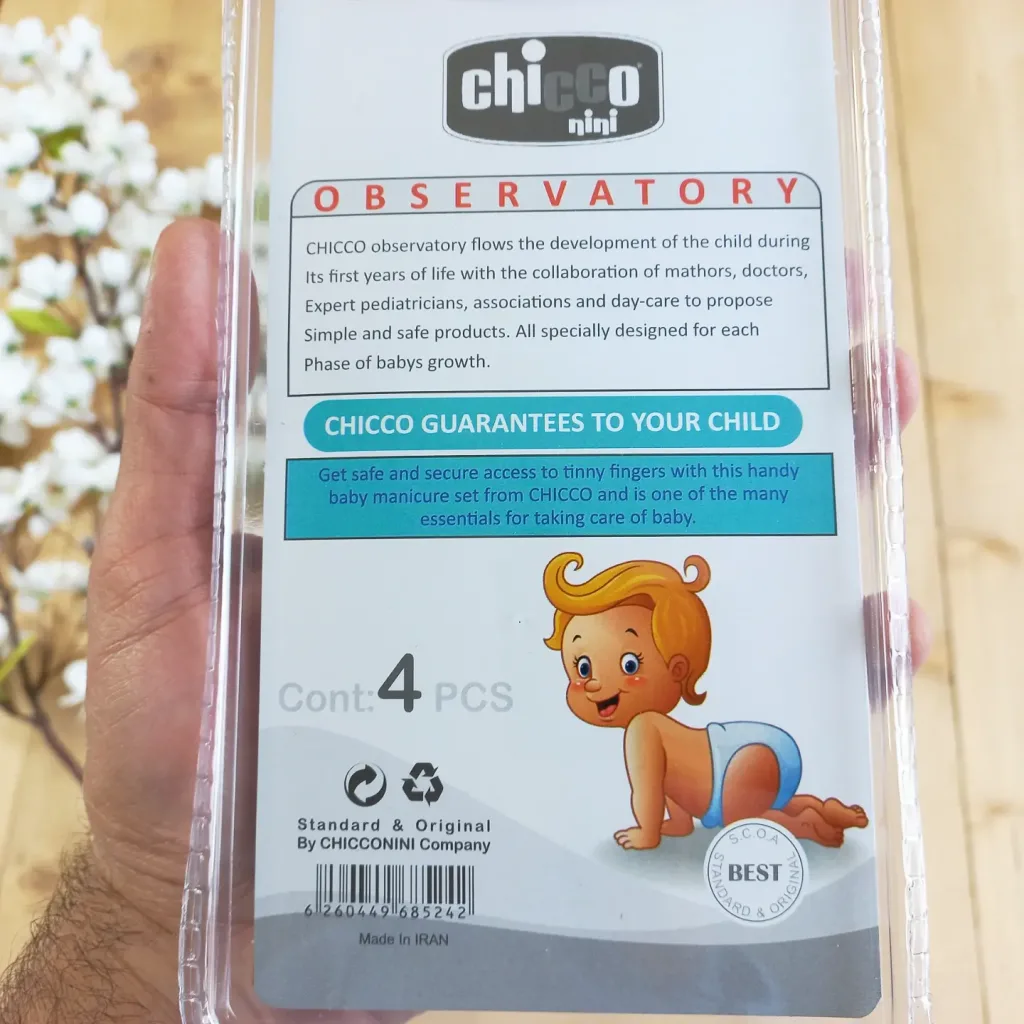 chicco
nini
OBSERVATORY
CHICCO observatory flows the development of the child during
Its first years of life with the collaboration of mathors, doctors,
Expert pediatricians, associations and day-care to propose
Simple and safe products. All specially designed for each
Phase of babys growth.
CHICCO GUARANTEES TO YOUR CHILD
Get safe and secure access to tinny fingers with this handy
baby manicure set from CHICCO and is one of the many
essentials for taking care of baby.
Cont:4 PCS
Standard & Original
By CHICCONINI Company
6 260449 685242
Made In IRAN
S.C.O.A
BEST
STANDARD & ORIGINAL